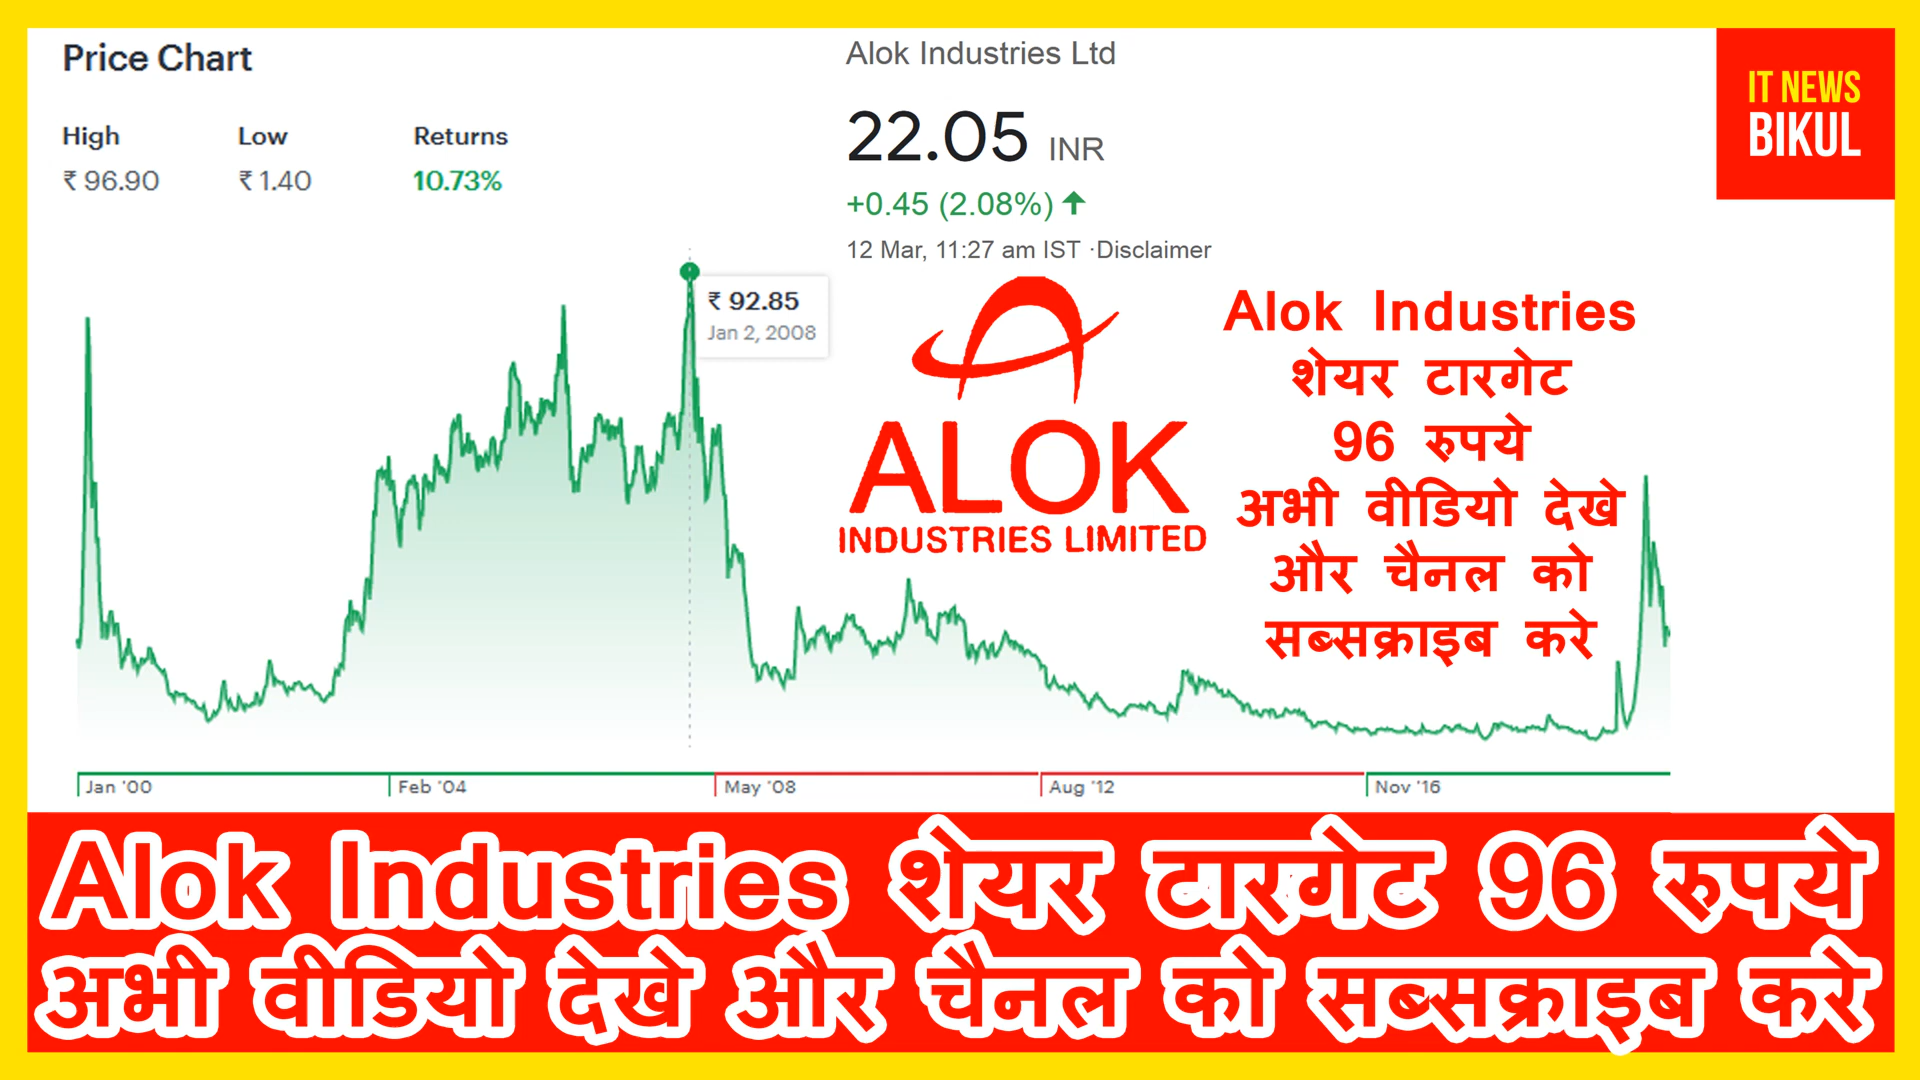 Price Chart
High Low Returns
₹ 96.90 ₹ 1.40 10.73%
Alok Industries Ltd
22.05 INR
+0.45 (2.08%)
12 Mar, 11:27 am IST ·Disclaimer
IT NEWS
BIKUL
₹ 92.85
Jan 2, 2008
ALOK
INDUSTRIES LIMITED
Alok Industries
शेयर टारगेट
96 रुपये
अभी वीडियो देखे
और चैनल को
सब्सक्राइब करे
Jan '00 Feb '04 May '08 Aug '12 Nov '16
Alok Industries शेयर टारगेट 96 रुपये
अभी वीडियो देखे और चैनल को सब्सक्राइब करे